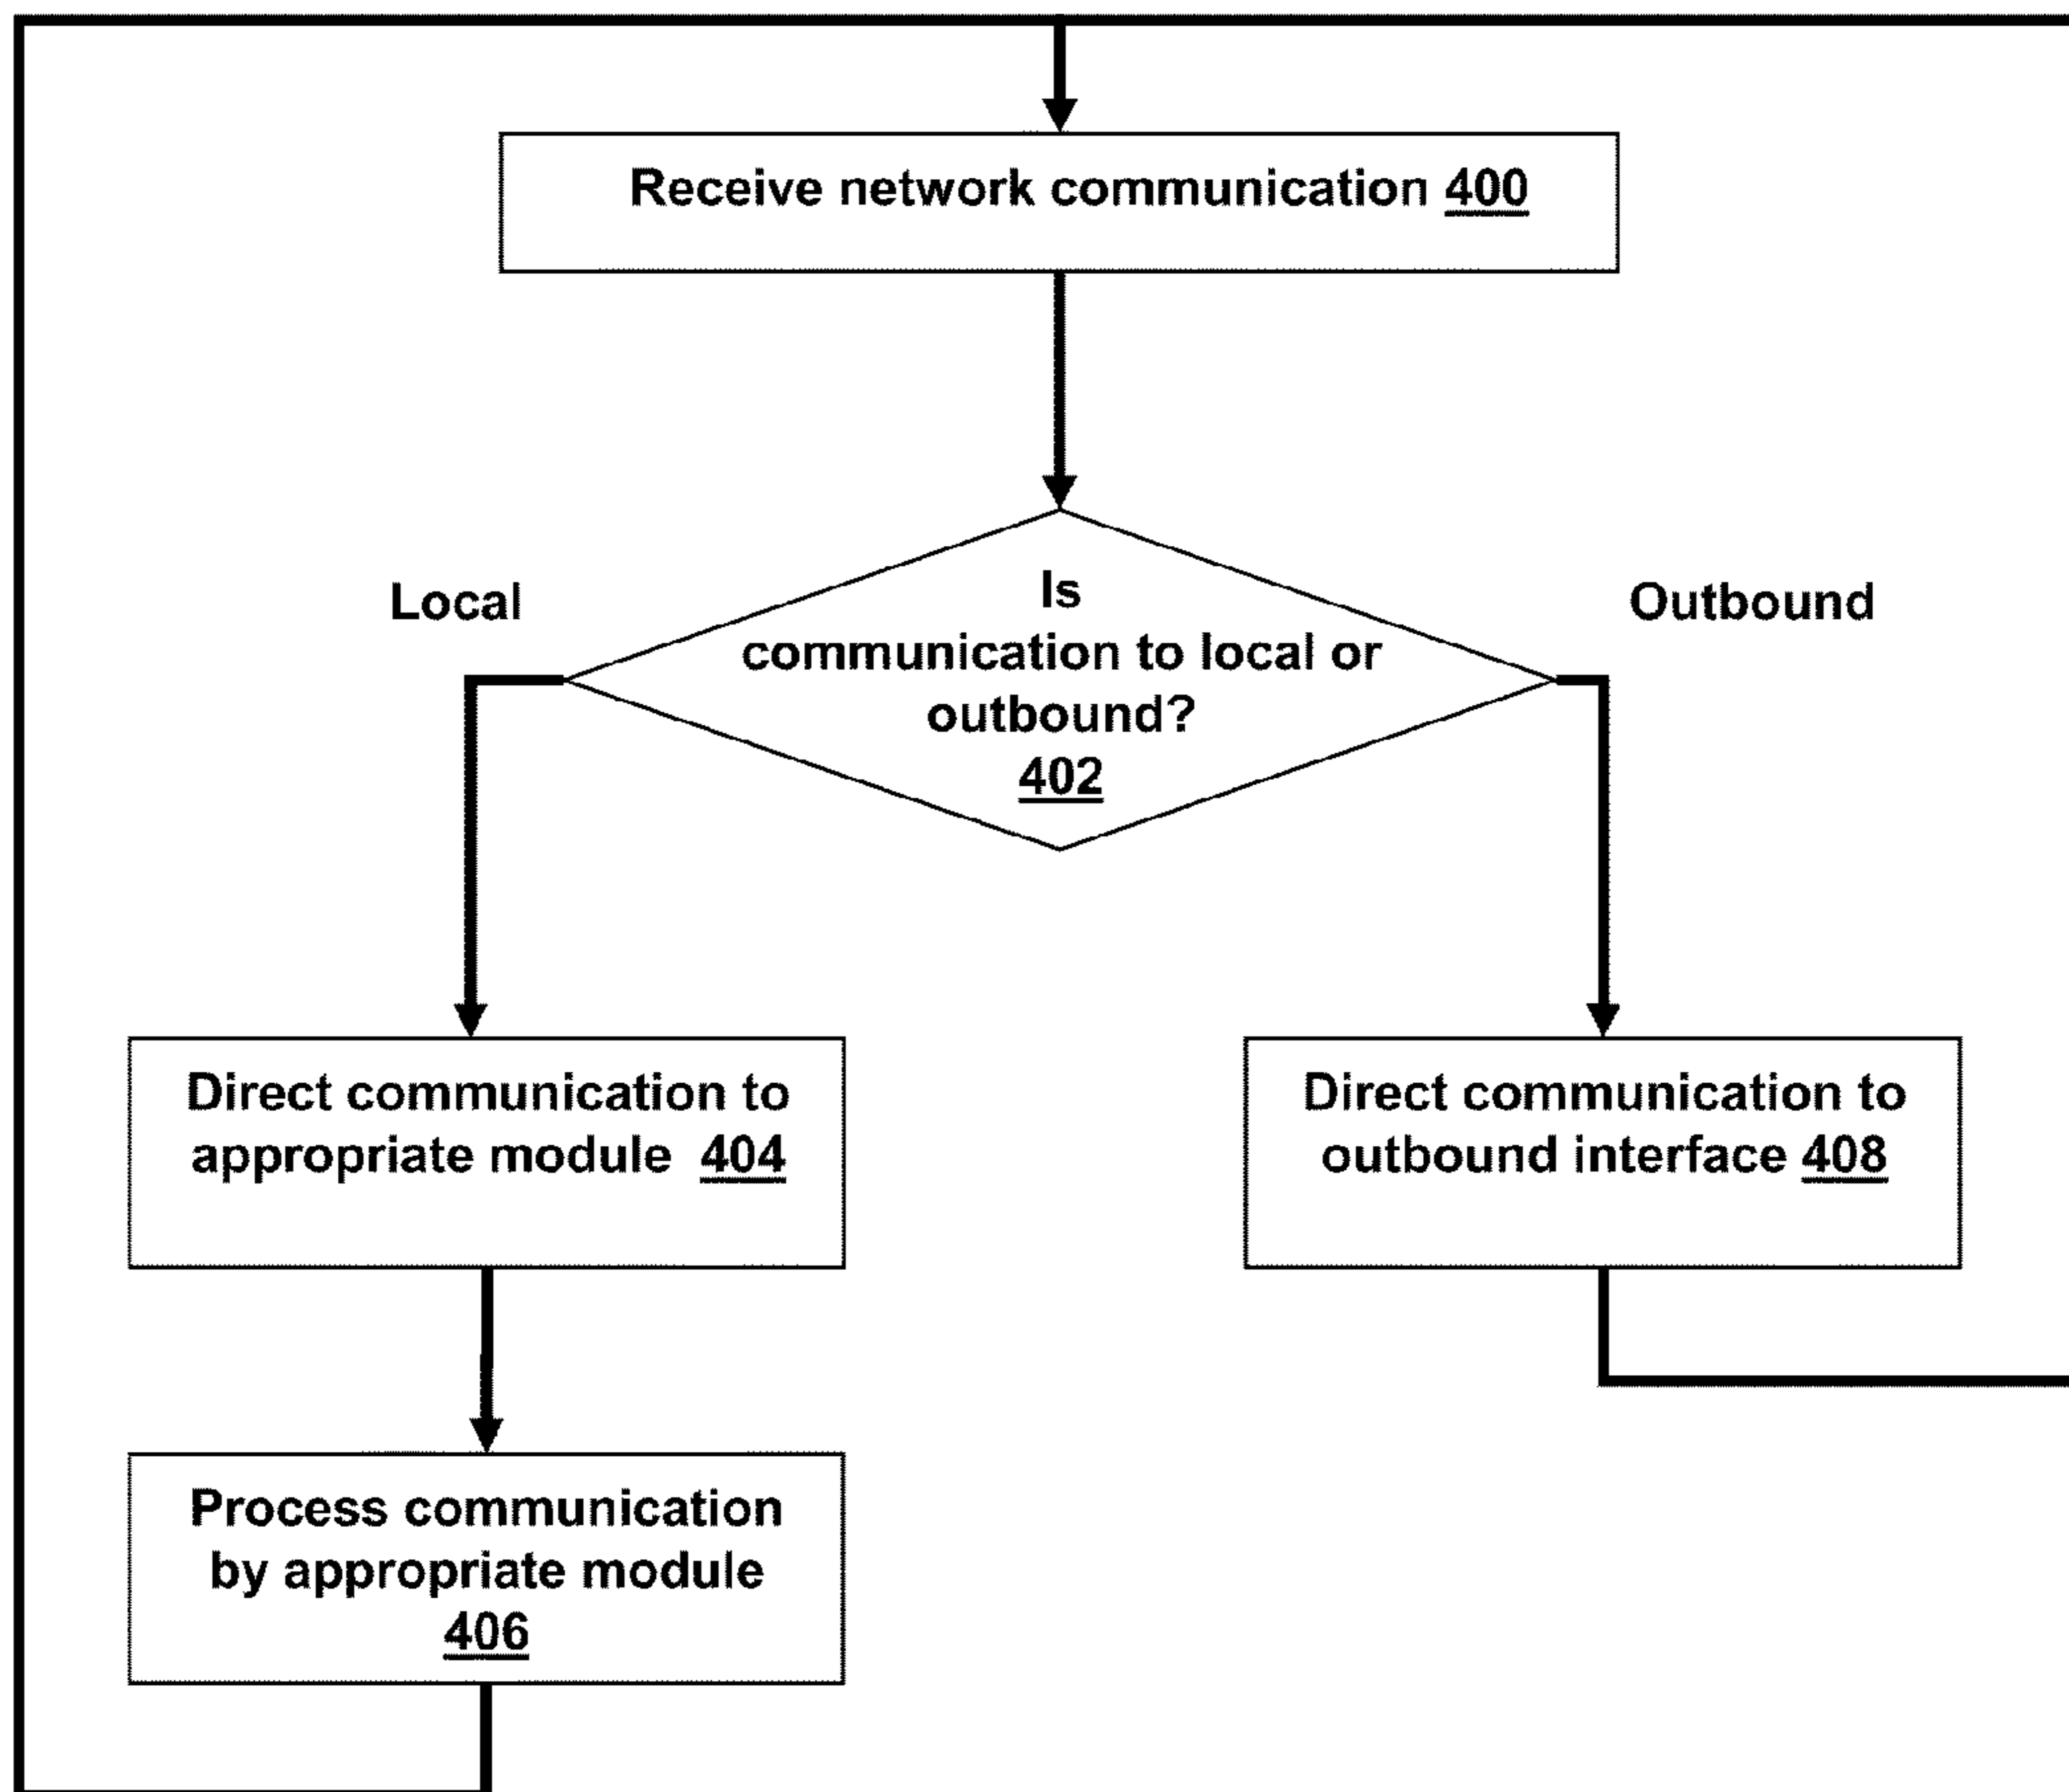 Receive network communication 400
Local
Is
communication to local or
outbound?
402
Outbound
Direct communication to
appropriate module 404
Direct communication to
outbound interface 408
Process communication
by appropriate module
406